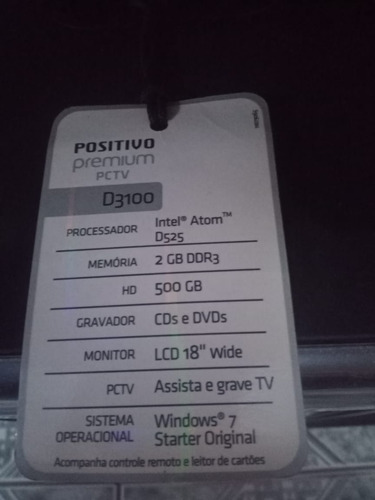 POSITIVO
premium
PCTV
D3100
PROCESSADOR Intel® Atom™ D525
MEMÓRIA 2 GB DDR3
HD 500 GB
GRAVADOR CDs e DVDs
MONITOR LCD 18" Wide
PCTV Assista e grave TV
SISTEMA OPERACIONAL Windows® 7 Starter Original
Acompanha controle remoto e leitor de cartões